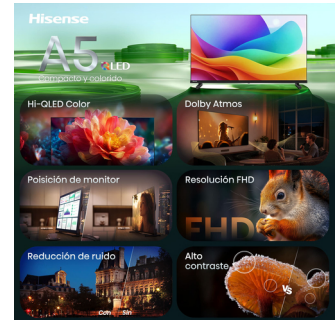 Hisense
A5 QLED
Compacto y colorido
Hi-QLED Color
Dolby Atmos
Poisición de monitor
Resolución FHD
FHD
Reducción de ruido
Con
Sin
Alto
contraste
VS